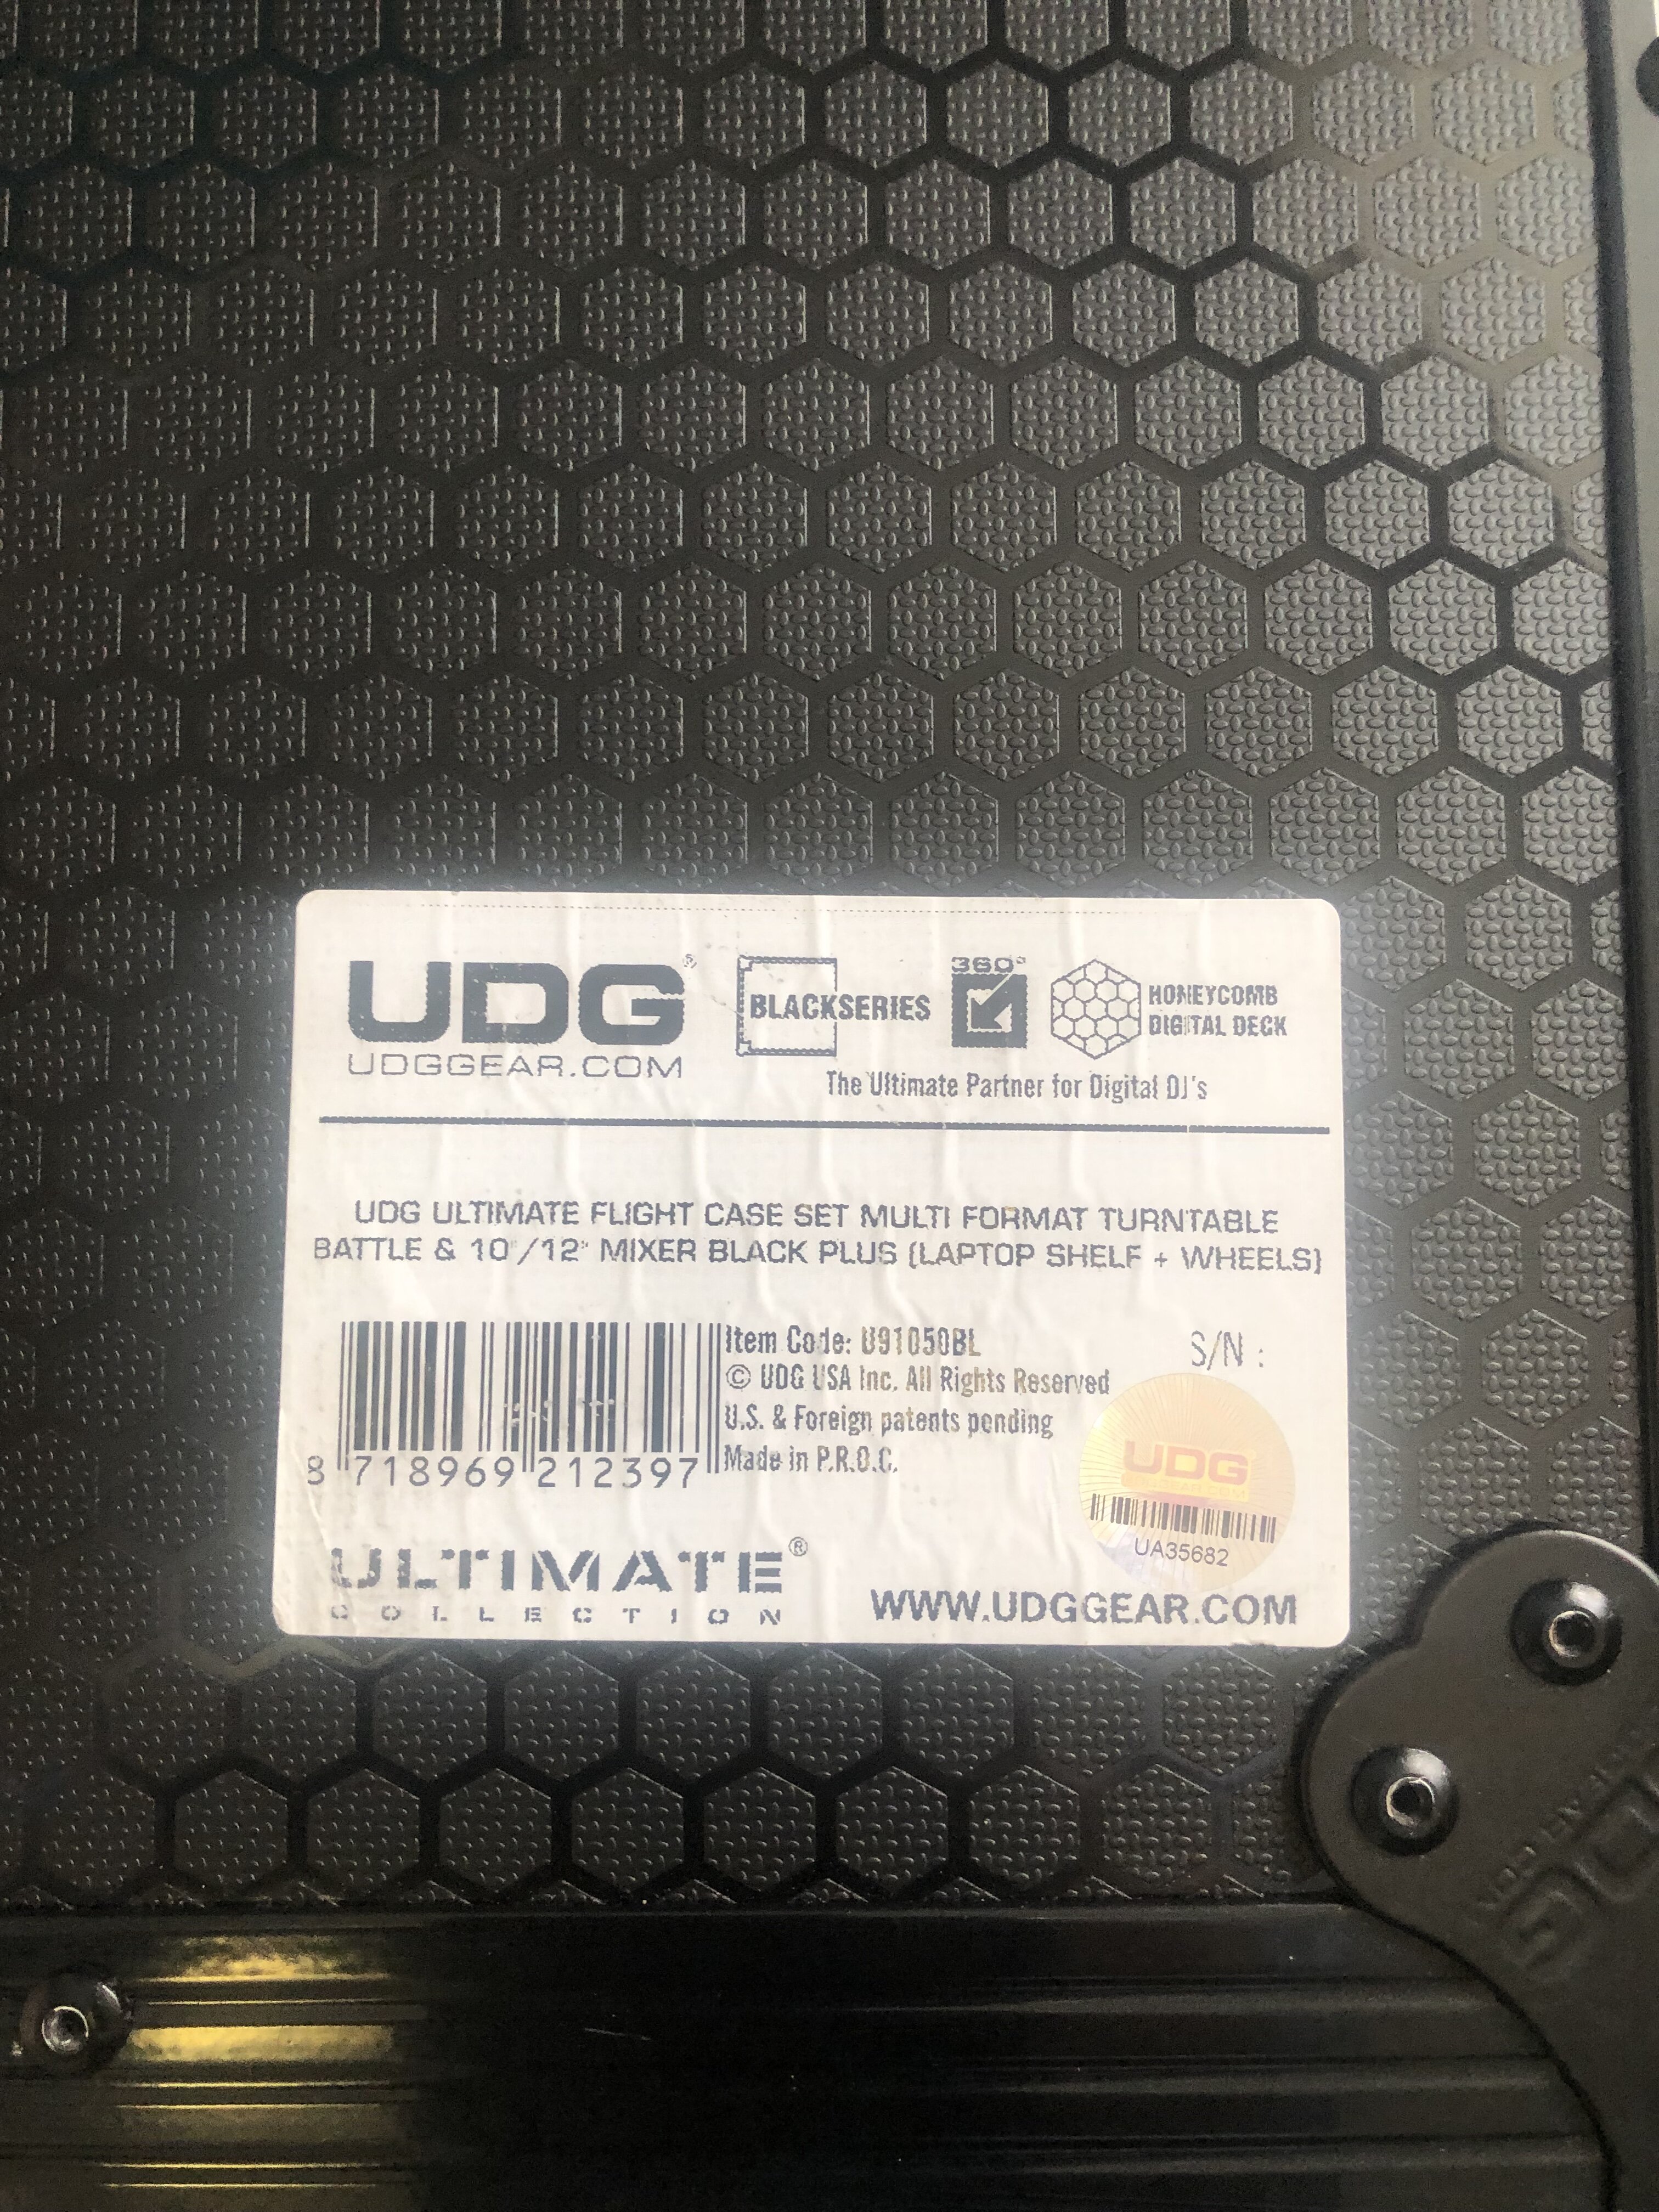 UDG®
UDGGEAR.COM
BLACKSERIES
360°
HONEYCOMB
DIGITAL DECK
The Ultimate Partner for Digital DJ's
UDG ULTIMATE FLIGHT CASE SET MULTI FORMAT TURNTABLE
BATTLE & 10"/12" MIXER BLACK PLUS (LAPTOP SHELF + WHEELS)
8 718969 212397
Item Code: U91050BL
© UDG USA Inc. All Rights Reserved
U.S. & Foreign patents pending
Made in P.R.O.C.
S/N :
UDG
UA35682
ULTIMATE®
COLLECTION
WWW.UDGGEAR.COM